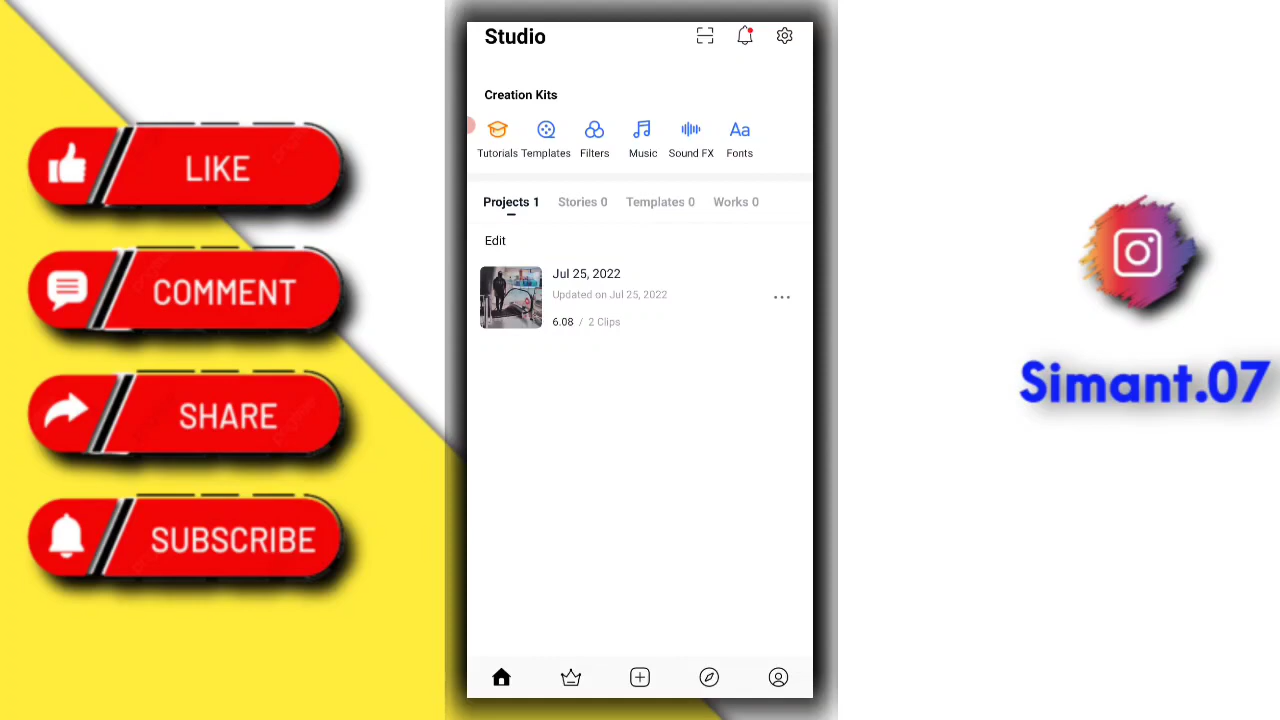 LIKE
COMMENT
SHARE
SUBSCRIBE
Studio
Creation Kits
Tutorials Templates Filters Music Sound FX Fonts
Aa
Projects 1 Stories 0 Templates 0 Works 0
Edit
Jul 25, 2022
Updated on Jul 25, 2022
6.08 / 2 Clips
Simant.07